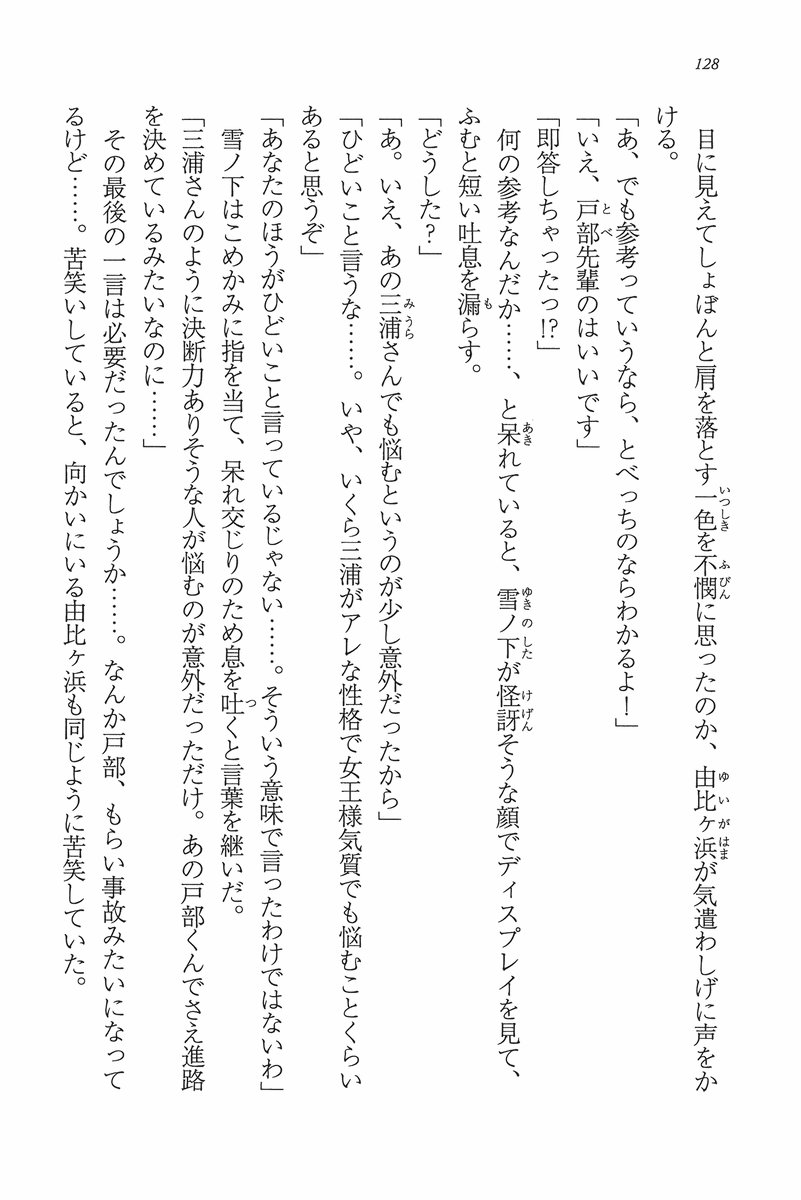 128
目に見えてしょぼんと肩を落とす一色を不憫に思ったのか、由比ヶ浜が気遣わしげに声をか
ける。
「あ、でも参考っていうなら、とべっちのならわかるよ！」
「いえ、戸部先輩のはいいです」
「即答しちゃったっ!?」
何の参考なんだか……、と呆れていると、雪ノ下が怪訝そうな顔でディスプレイを見て、
ふむと短い吐息を漏らす。
「どうした？」
「あ。いえ、あの三浦さんでも悩むというのが少し意外だったから」
「ひどいこと言うな……。いや、いくら三浦がアレな性格で女王様気質でも悩むことくらい
あると思うぞ」
「あなたのほうがひどいこと言っているじゃない……。そういう意味で言ったわけではないわ」
雪ノ下はこめかみに指を当て、呆れ交じりのため息を吐くと言葉を継いだ。
「三浦さんのように決断力ありそうな人が悩むのが意外だっただけ。あの戸部くんでさえ進路
を決めているみたいなのに……」
その最後の一言は必要だったんでしょうか……。なんか戸部、もらい事故みたいになって
るけど……。苦笑いしていると、向かいにいる由比ヶ浜も同じように苦笑していた。